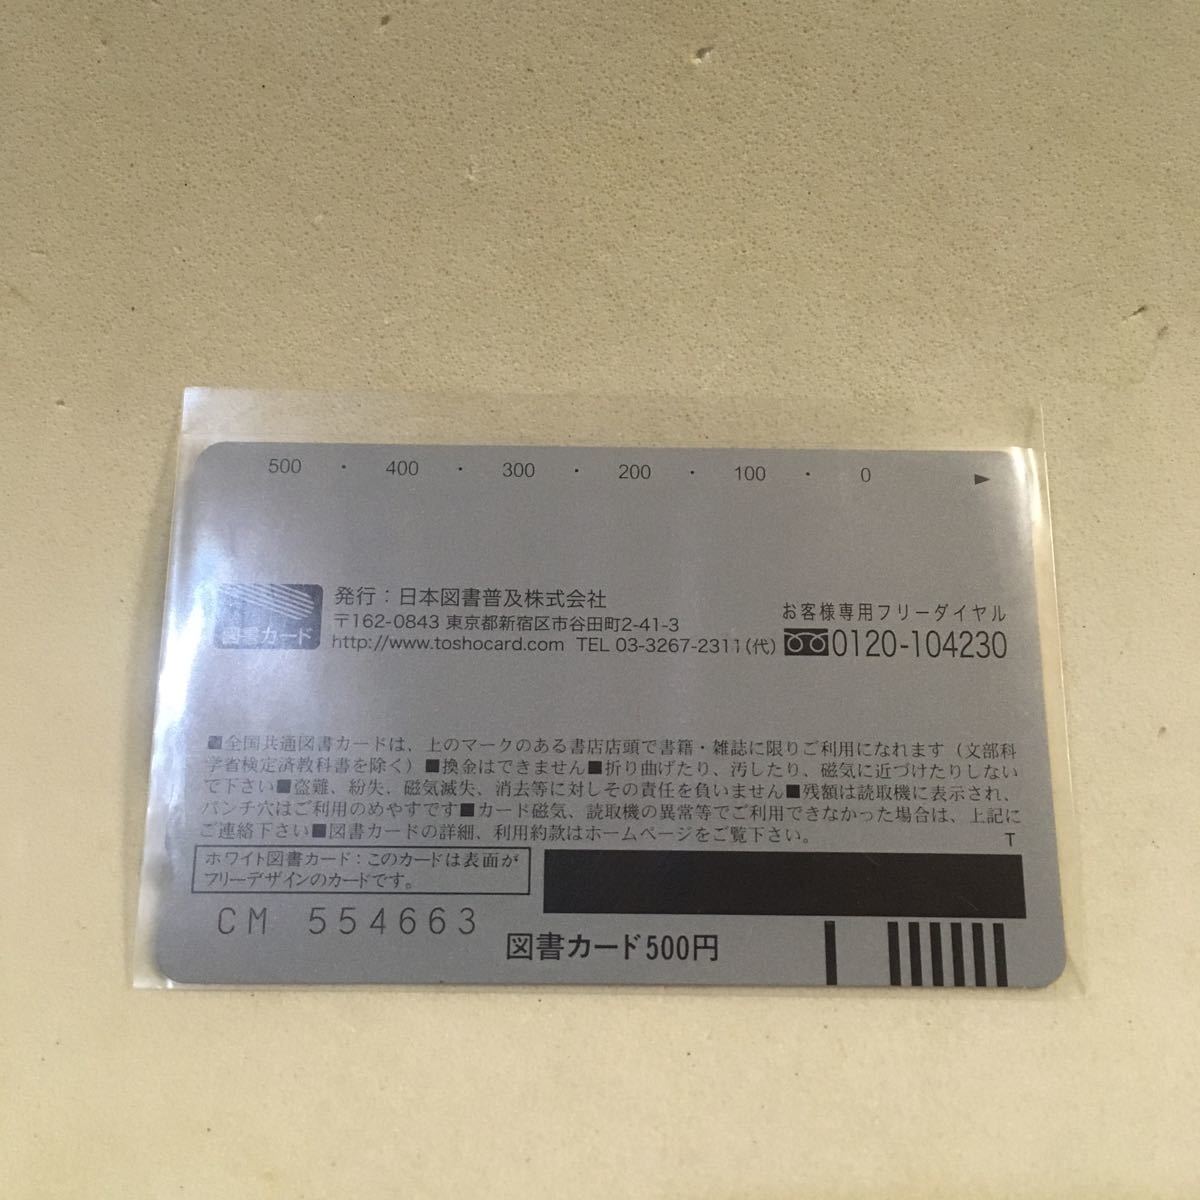 500 ・ 400 ・ 300 ・ 200 ・ 100 ・ 0 ▶
図書カード
発行：日本図書普及株式会社
〒162-0843 東京都新宿区市谷田町2-41-3
http://www.toshocard.com TEL 03-3267-2311(代)
お客様専用フリーダイヤル
0120-104230
■全国共通図書カードは、上のマークのある書店店頭で書籍・雑誌に限りご利用になれます（文部科
学省検定済教科書を除く）■換金はできません■折り曲げたり、汚したり、磁気に近づけたりしない
で下さい■盗難、紛失、磁気滅失、消去等に対しその責任を負いません■残額は読取機に表示され、
パンチ穴はご利用のめやすです■カード磁気、読取機の異常等でご利用できなかった場合は、上記に
ご連絡下さい■図書カードの詳細、利用約款はホームページをご覧下さい。
T
ホワイト図書カード：このカードは表面が
フリーデザインのカードです。
CM 554663
図書カード500円